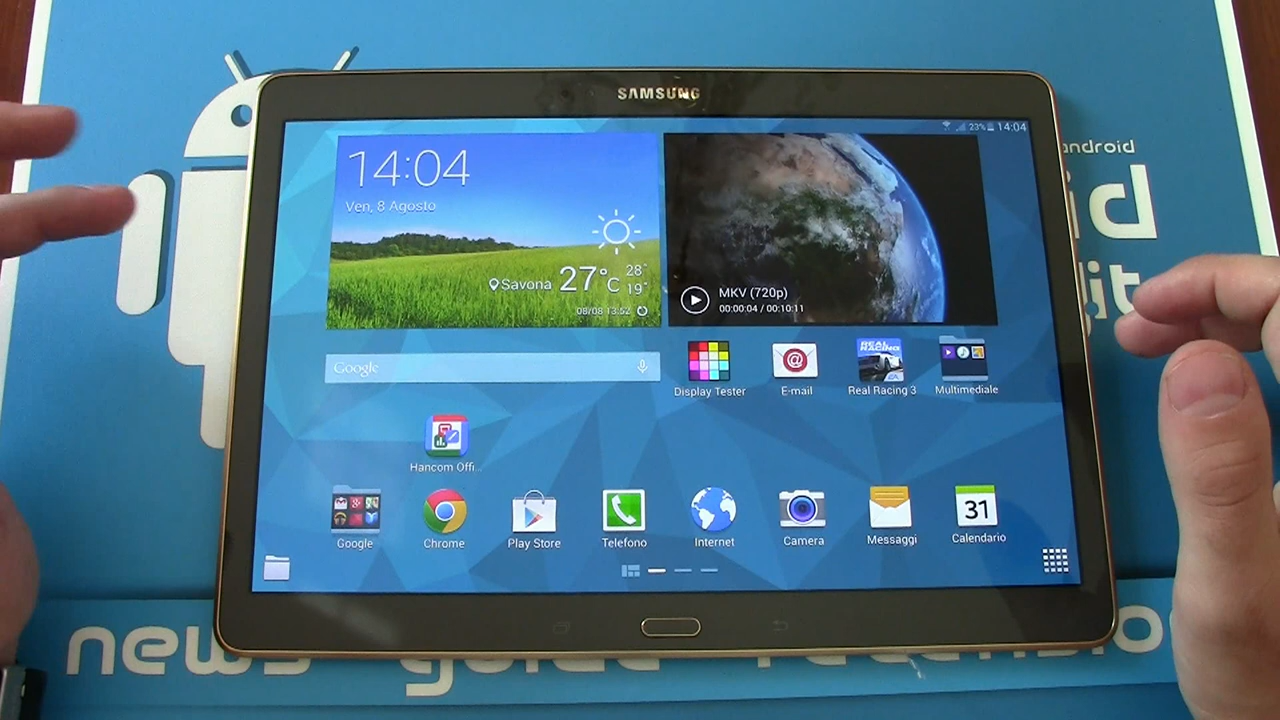 SAMSUNG
23% 14:04
android
14:04
Ven, 8 Agosto
Savona 27°C 28°
19°
08/08 13:52
MKV (720p)
00:00:04 / 00:10:11
Google
REAL RACING
Display Tester
E-mail
Real Racing 3
Multimediale
Hancom Offi...
31
Google
Chrome
Play Store
Telefono
Internet
Camera
Messaggi
Calendario
news